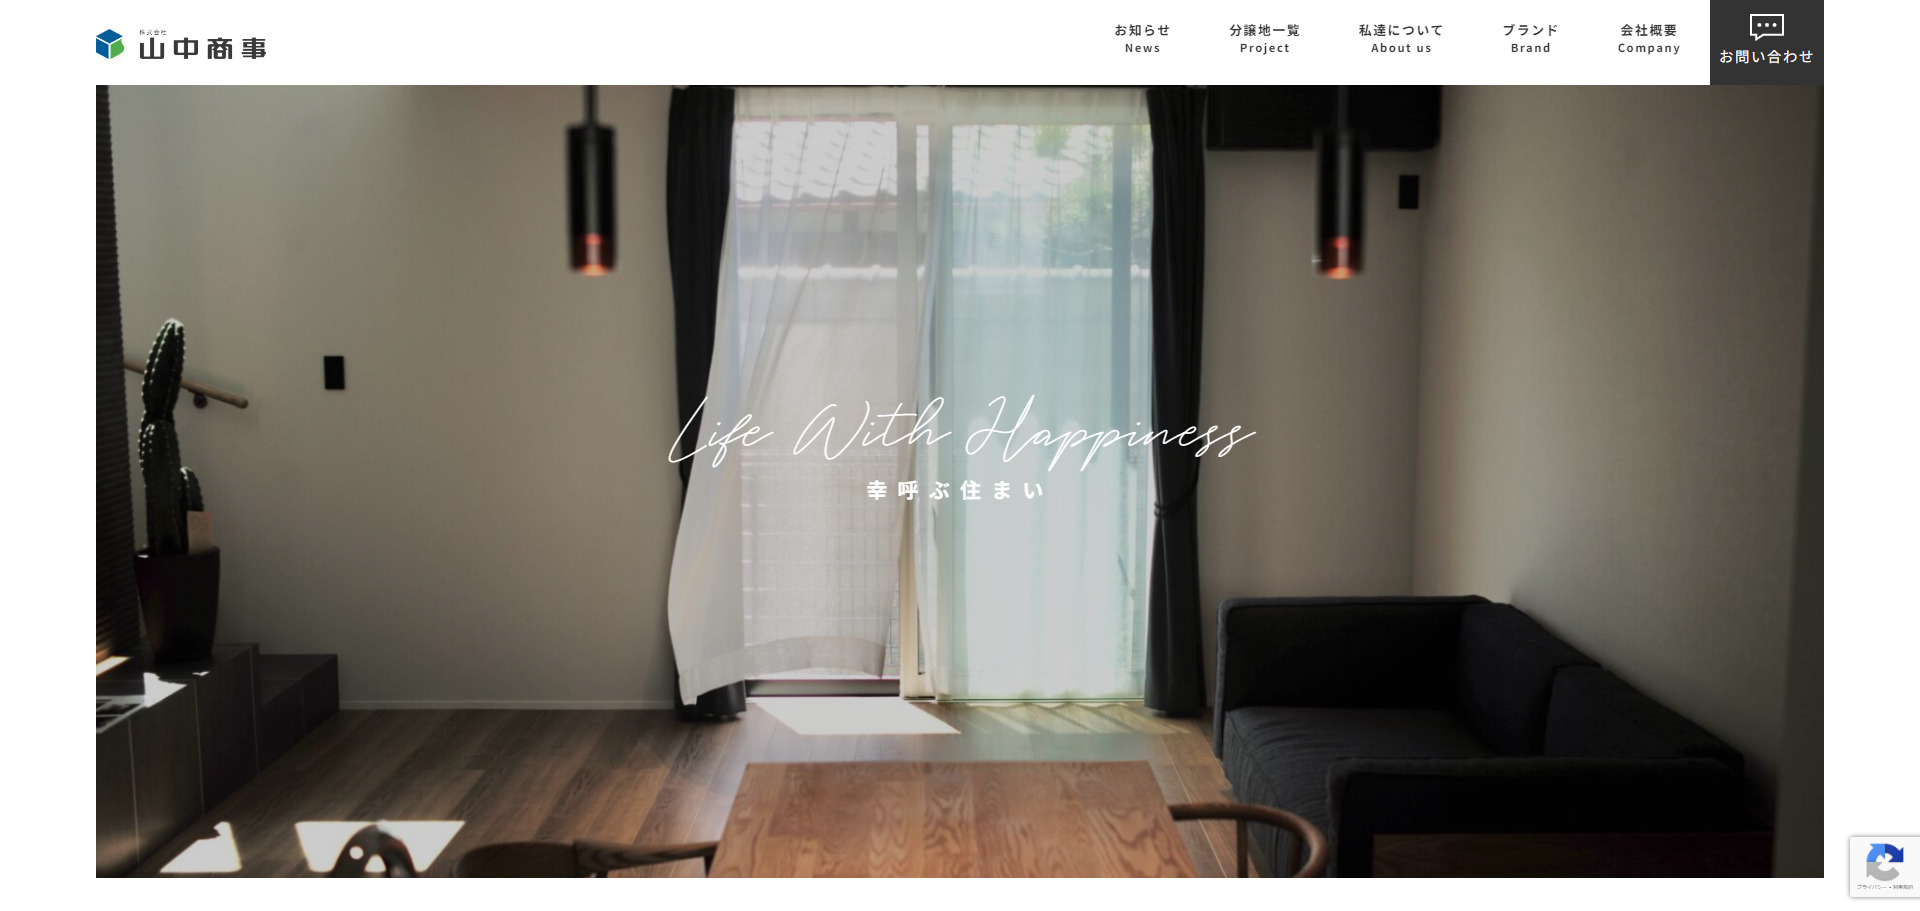 株式会社
山中商事
お知らせ
News
分譲地一覧
Project
私達について
About us
ブランド
Brand
会社概要
Company
お問い合わせ
Life With Happiness
幸呼ぶ住まい
プライバシー - 利用規約